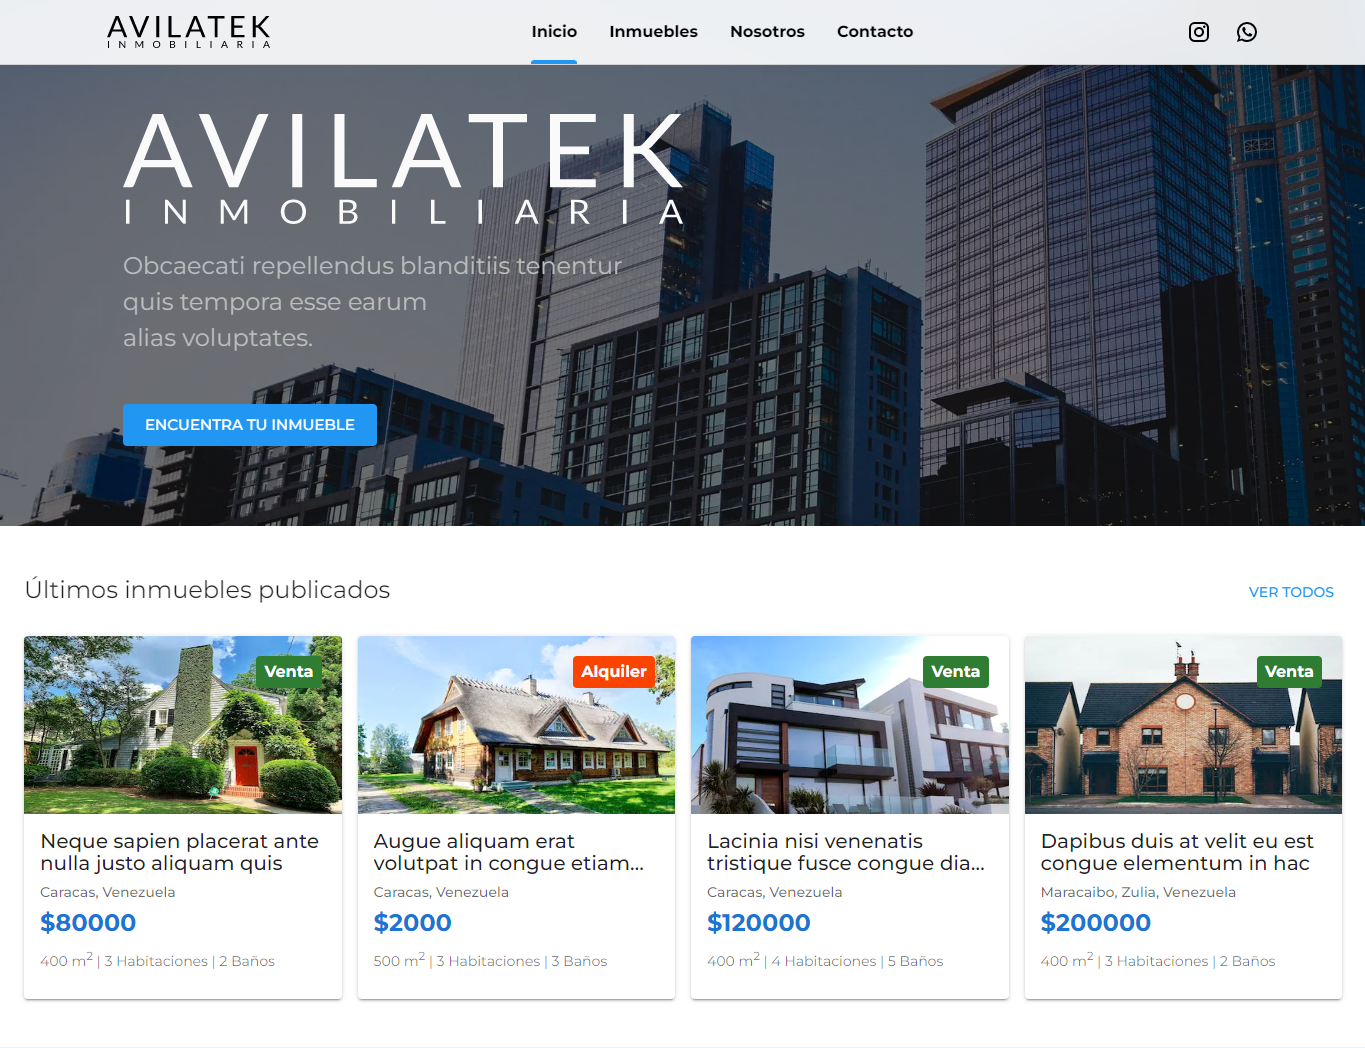 AVILATEK
INMOBILIARIA
Inicio Inmuebles Nosotros Contacto
AVILATEK
INMOBILIARIA
Obcaecati repellendus blanditiis tenentur
quis tempora esse earum
alias voluptates.
ENCUENTRA TU INMUEBLE
Últimos inmuebles publicados
VER TODOS
Venta
Neque sapien placerat ante
nulla justo aliquam quis
Caracas, Venezuela
$80000
400 m² | 3 Habitaciones | 2 Baños
Alquiler
Augue aliquam erat
volutpat in congue etiam...
Caracas, Venezuela
$2000
500 m² | 3 Habitaciones | 3 Baños
Venta
Lacinia nisi venenatis
tristique fusce congue dia...
Caracas, Venezuela
$120000
400 m² | 4 Habitaciones | 5 Baños
Venta
Dapibus duis at velit eu est
congue elementum in hac
Maracaibo, Zulia, Venezuela
$200000
400 m² | 3 Habitaciones | 2 Baños